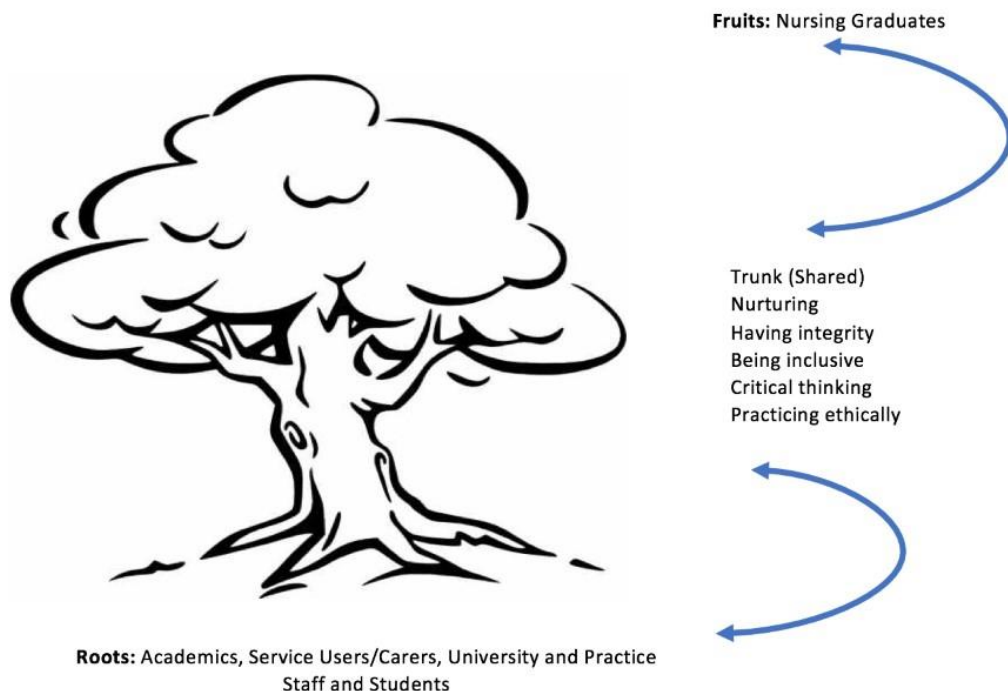 Fruits: Nursing Graduates
Trunk (Shared)
Nurturing
Having integrity
Being inclusive
Critical thinking
Practicing ethically
Roots: Academics, Service Users/Carers, University and Practice
Staff and Students